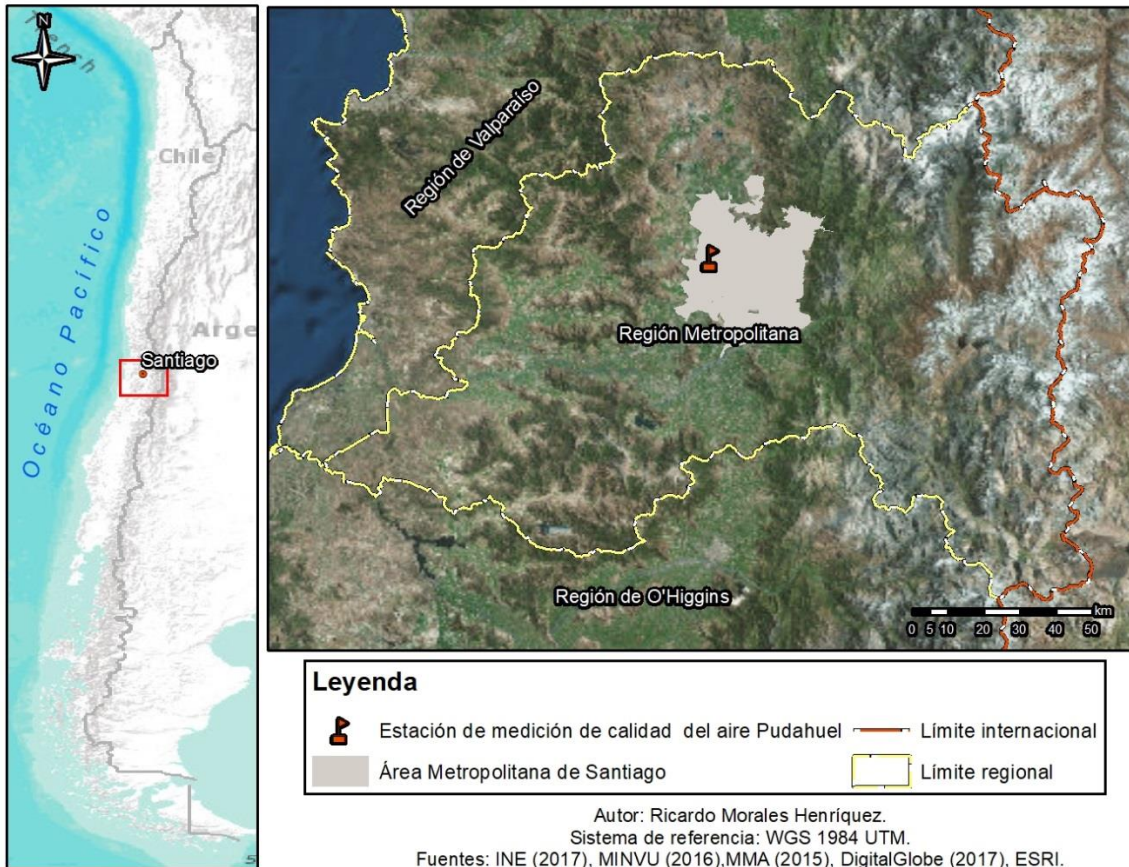 N
Chile
Océano Pacífico
Arge
Santiago
5
Región de Valparaíso
Región Metropolitana
Región de O'Higgins
km
0 5 10 20 30 40 50
Leyenda
Estación de medición de calidad del aire Pudahuel
Límite internacional
Área Metropolitana de Santiago
Límite regional
Autor: Ricardo Morales Henríquez.
Sistema de referencia: WGS 1984 UTM.
Fuentes: INE (2017), MINVU (2016),MMA (2015), DigitalGlobe (2017), ESRI.